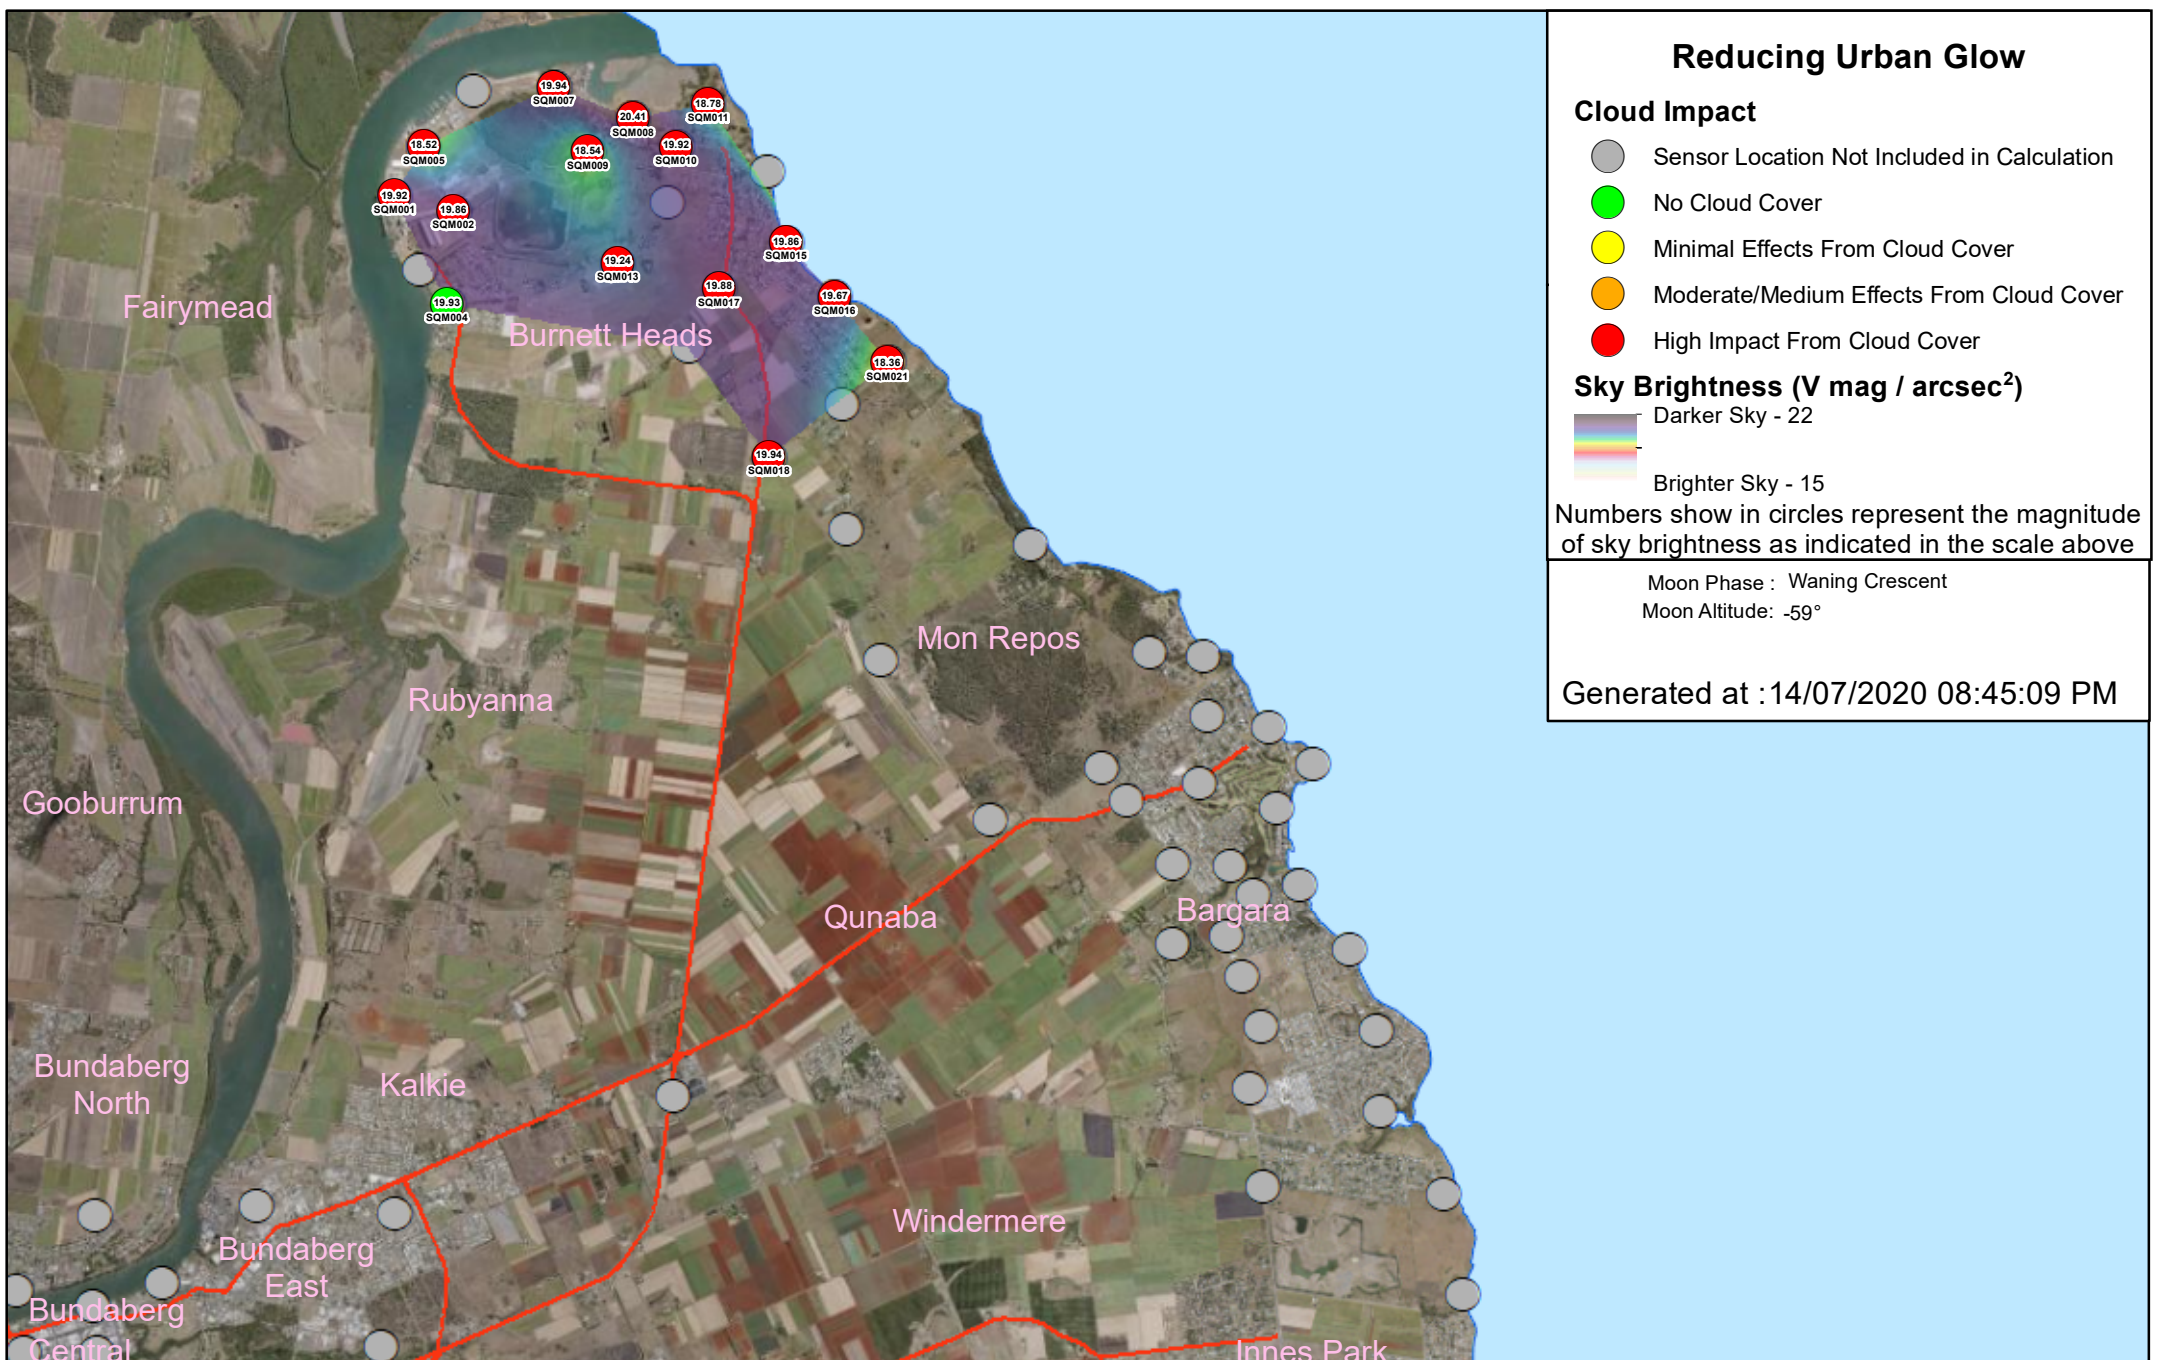 19.94
SQM007
18.78
SQM011
20.41
SQM008
18.52
SQM005
18.54
SQM009
19.92
SQM010
19.92
SQM001
19.86
SQM002
19.86
SQM015
19.24
SQM013
19.88
SQM017
19.67
SQM016
19.93
SQM004
18.36
SQM021
19.94
SQM018
Fairymead
Burnett Heads
Mon Repos
Rubyanna
Gooburrum
Qunaba
Bargara
Bundaberg
North
Kalkie
Windermere
Bundaberg
East
Bundaberg
Central
Innes Park
Reducing Urban Glow
Cloud Impact
Sensor Location Not Included in Calculation
No Cloud Cover
Minimal Effects From Cloud Cover
Moderate/Medium Effects From Cloud Cover
High Impact From Cloud Cover
Sky Brightness (V mag / arcsec²)
Darker Sky - 22
Brighter Sky - 15
Numbers show in circles represent the magnitude
of sky brightness as indicated in the scale above
Moon Phase : Waning Crescent
Moon Altitude: -59°
Generated at :14/07/2020 08:45:09 PM